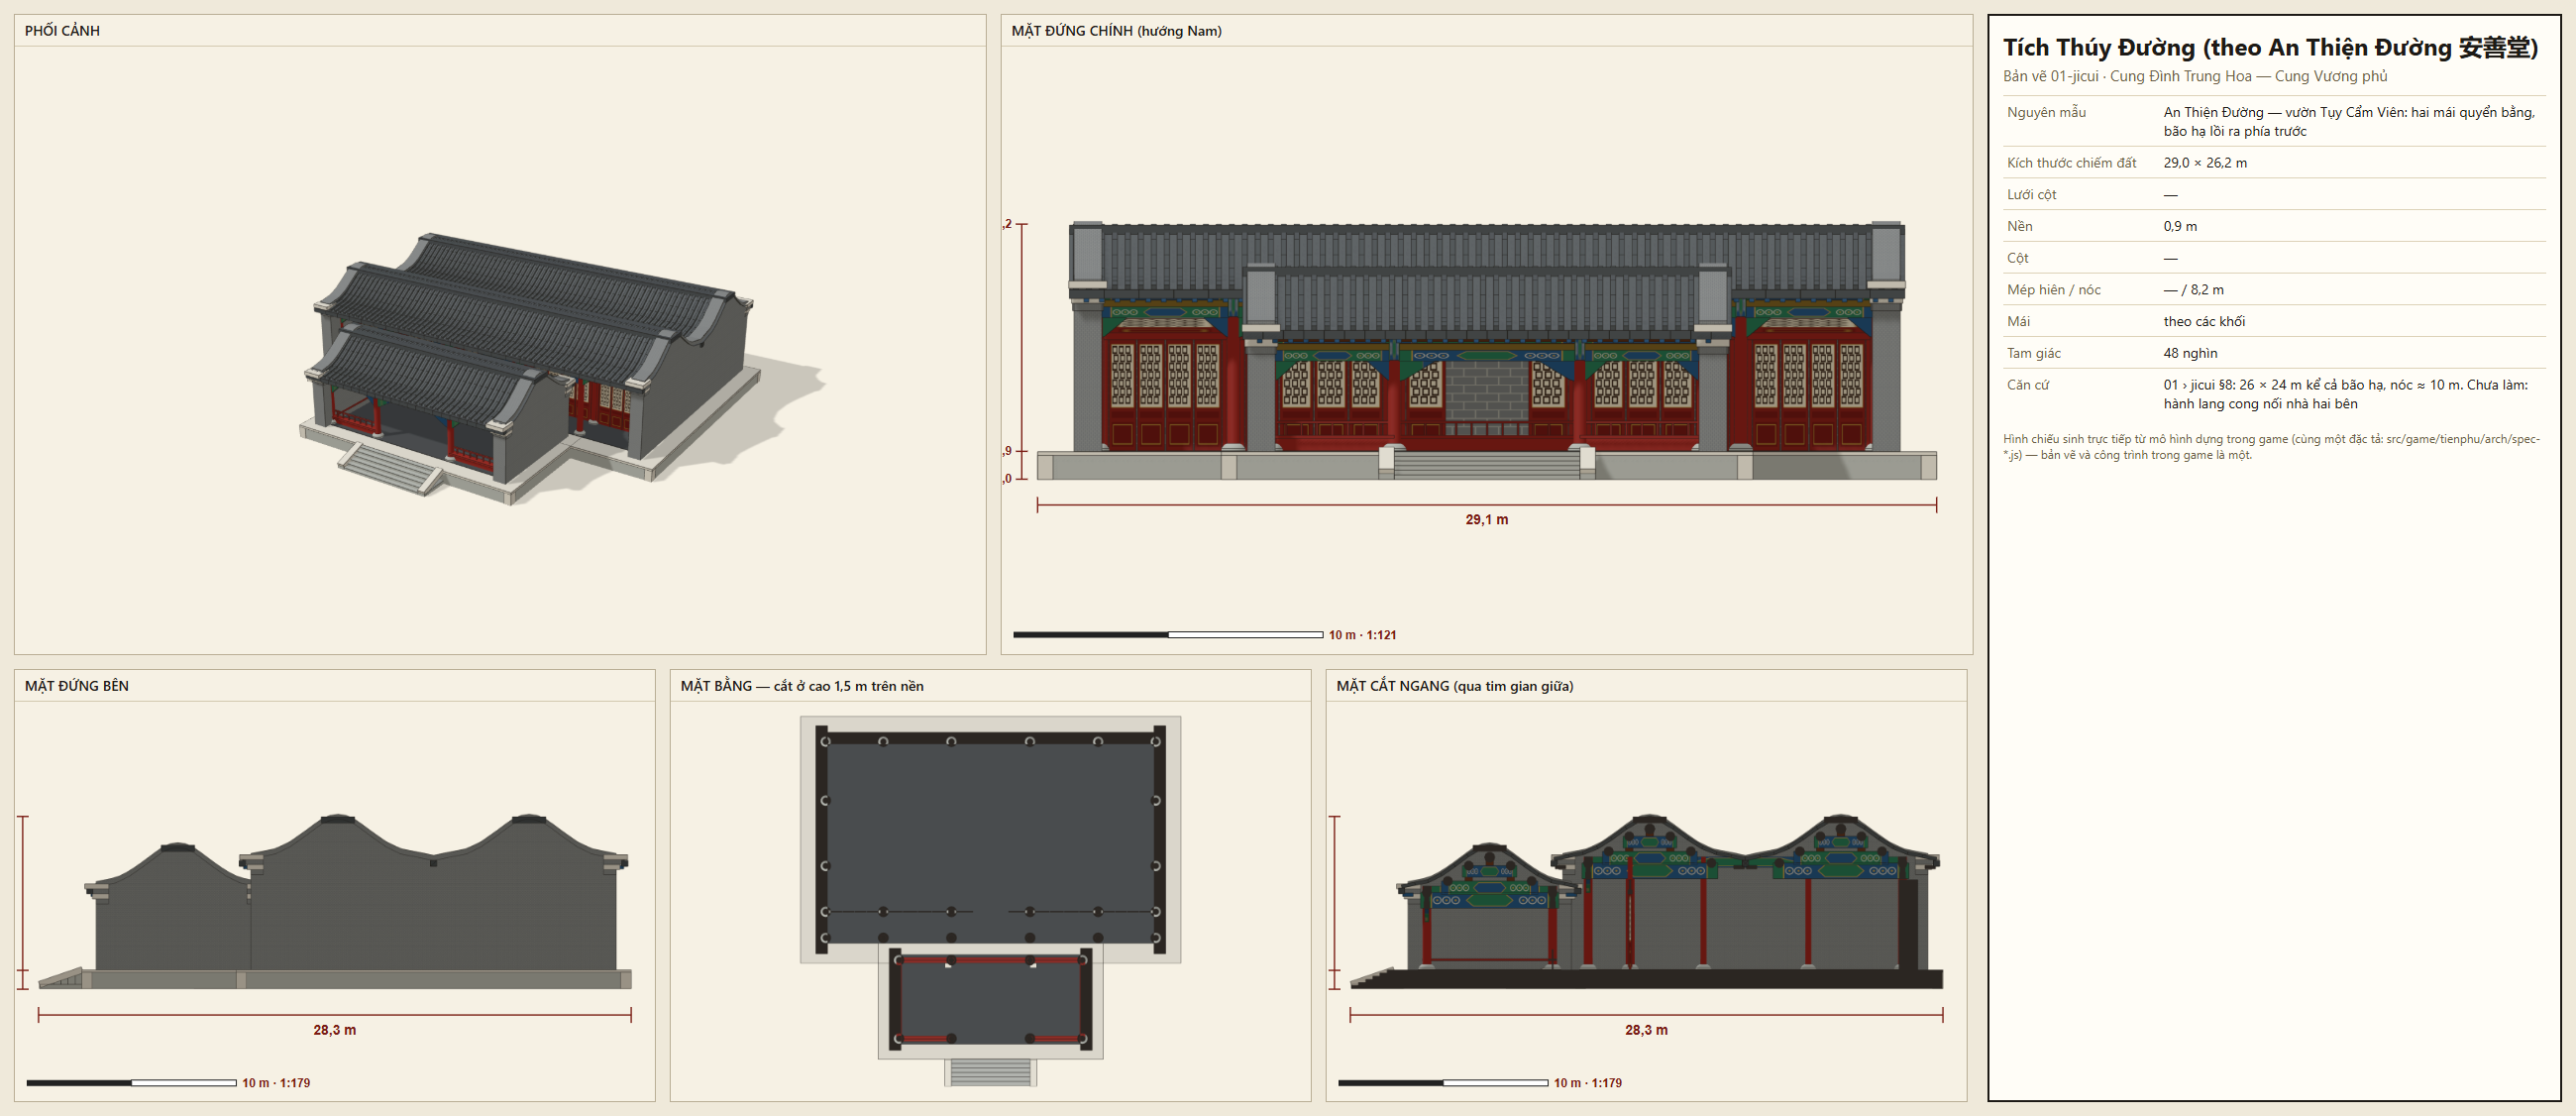 PHỐI CẢNH
MẶT ĐỨNG CHÍNH (hướng Nam)
,2
,9
,0
29,1 m
10 m · 1:121
MẶT ĐỨNG BÊN
28,3 m
10 m · 1:179
MẶT BẰNG — cắt ở cao 1,5 m trên nền
MẶT CẮT NGANG (qua tim gian giữa)
28,3 m
10 m · 1:179
Tích Thúy Đường (theo An Thiện Đường 安善堂)
Bản vẽ 01-jicui · Cung Đình Trung Hoa — Cung Vương phủ
Nguyên mẫu An Thiện Đường — vườn Tụy Cẩm Viên: hai mái quyển bằng,
bão hạ lồi ra phía trước
Kích thước chiếm đất 29,0 × 26,2 m
Lưới cột —
Nền 0,9 m
Cột —
Mép hiên / nóc — / 8,2 m
Mái theo các khối
Tam giác 48 nghìn
Căn cứ 01 › jicui §8: 26 × 24 m kể cả bão hạ, nóc ≈ 10 m. Chưa làm:
hành lang cong nối nhà hai bên
Hình chiếu sinh trực tiếp từ mô hình dựng trong game (cùng một đặc tả: src/game/tienphu/arch/spec-
*.js) — bản vẽ và công trình trong game là một.